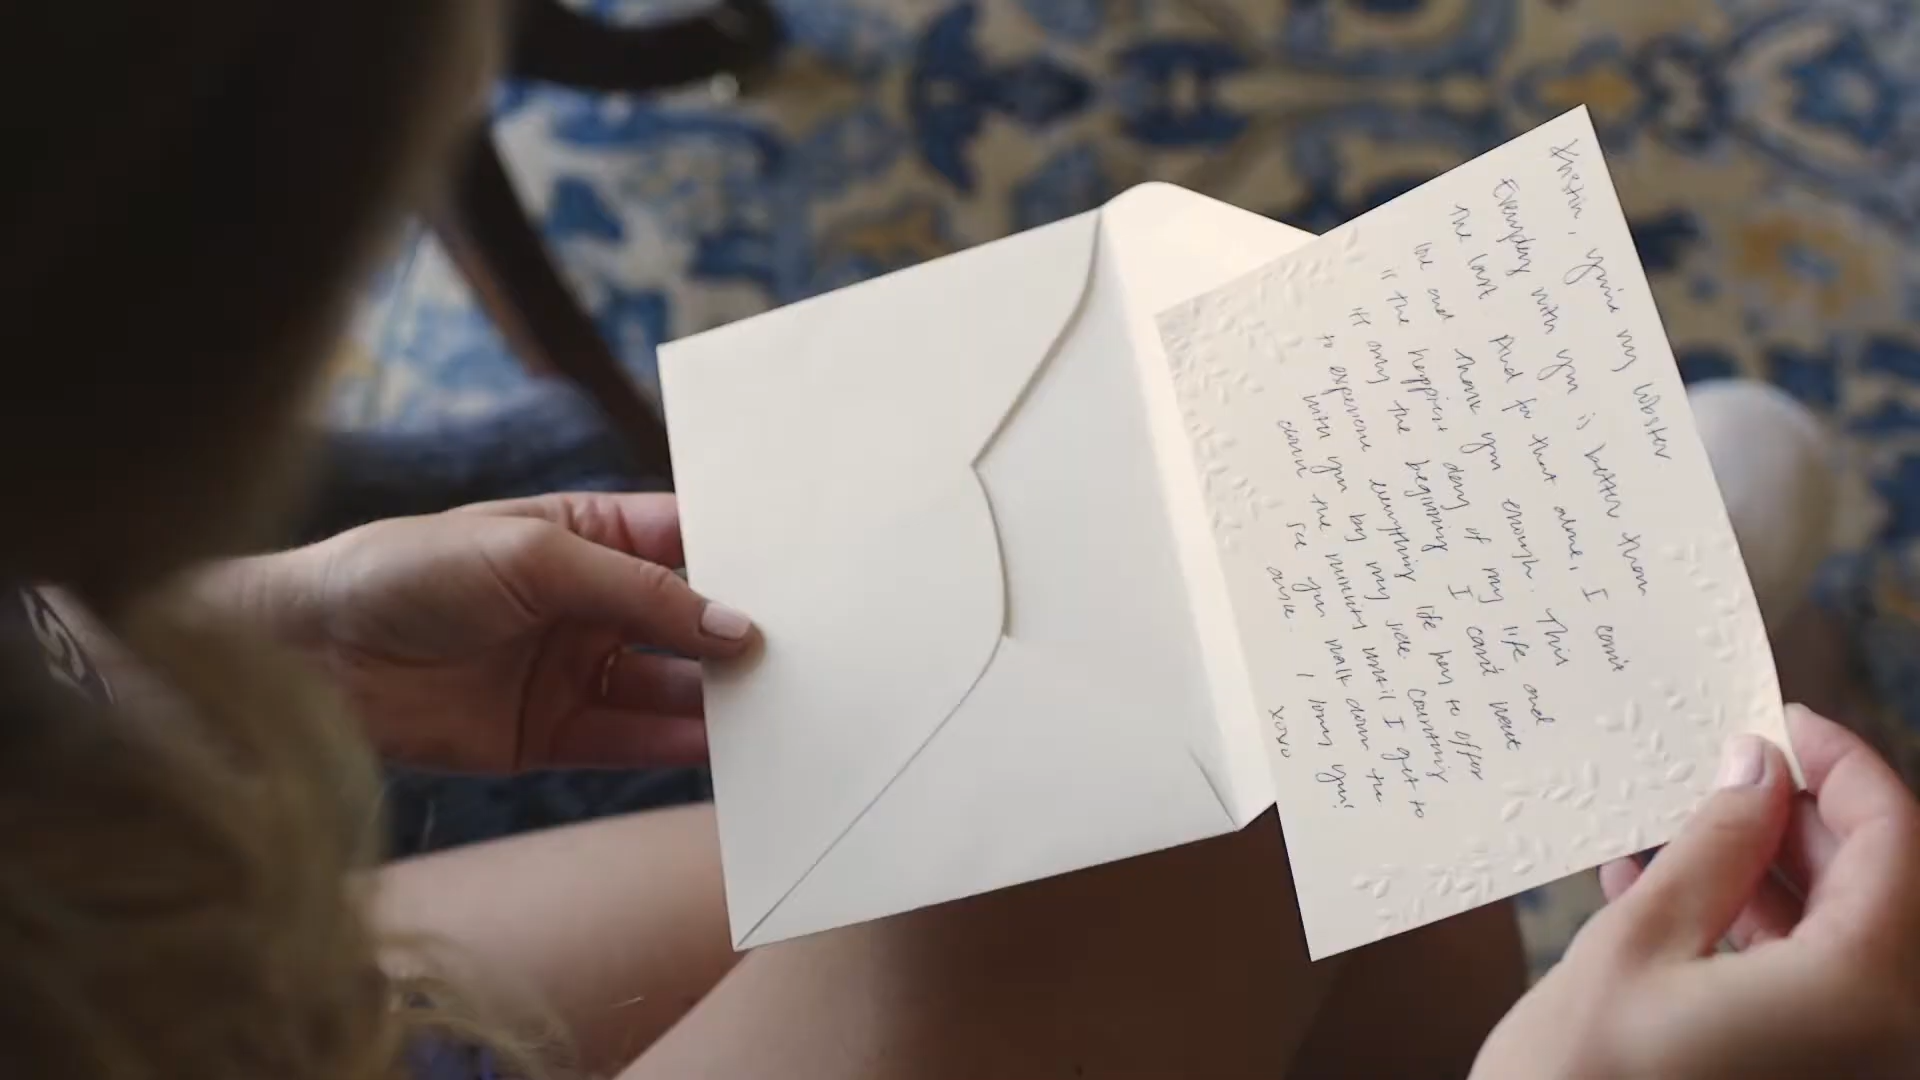 Kristin, you're my lobster
Everyday with you is better than
the last. And for that alone, I can't
love and thank you enough. This
is the happiest day of my life and
it's only the beginning. I can't wait
to experience everything life has to offer
with you by my side. Counting
down the minutes until I get to
see you walk down the
aisle. I love you!
xoxo